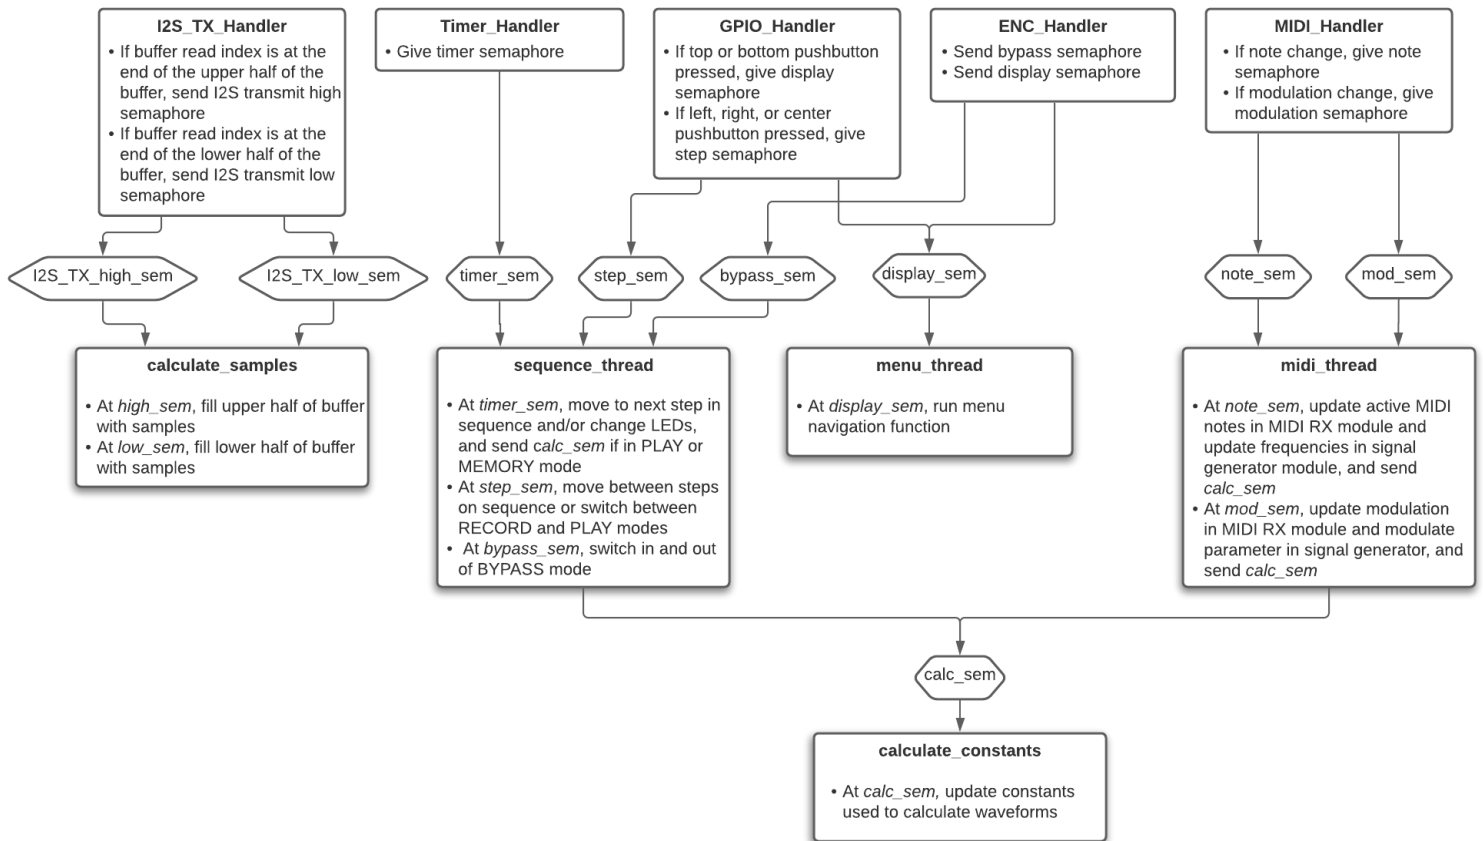 I2S_TX_Handler
• If buffer read index is at the
end of the upper half of the
buffer, send I2S transmit high
semaphore
• If buffer read index is at the
end of the lower half of the
buffer, send I2S transmit low
semaphore
Timer_Handler
• Give timer semaphore
GPIO_Handler
• If top or bottom pushbutton
pressed, give display
semaphore
• If left, right, or center
pushbutton pressed, give
step semaphore
ENC_Handler
• Send bypass semaphore
• Send display semaphore
MIDI_Handler
• If note change, give note
semaphore
• If modulation change, give
modulation semaphore
I2S_TX_high_sem
I2S_TX_low_sem
timer_sem
step_sem
bypass_sem
display_sem
note_sem
mod_sem
calculate_samples
• At high_sem, fill upper half of buffer
with samples
• At low_sem, fill lower half of buffer
with samples
sequence_thread
• At timer_sem, move to next step in
sequence and/or change LEDs,
and send calc_sem if in PLAY or
MEMORY mode
• At step_sem, move between steps
on sequence or switch between
RECORD and PLAY modes
• At bypass_sem, switch in and out
of BYPASS mode
menu_thread
• At display_sem, run menu
navigation function
midi_thread
• At note_sem, update active MIDI
notes in MIDI RX module and
update frequencies in signal
generator module, and send
calc_sem
• At mod_sem, update modulation
in MIDI RX module and modulate
parameter in signal generator, and
send calc_sem
calc_sem
calculate_constants
• At calc_sem, update constants
used to calculate waveforms